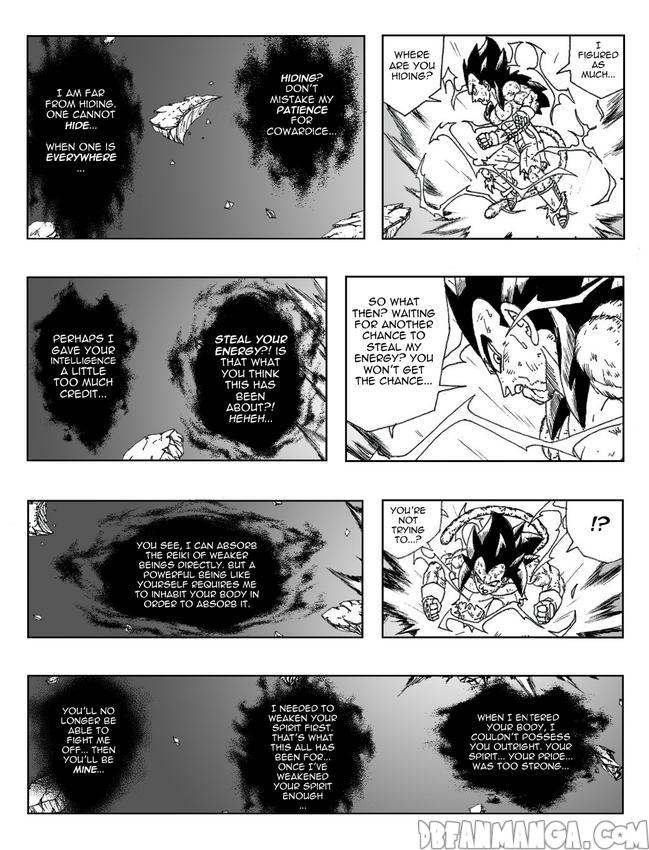 I
FIGURED
AS
MUCH...
WHERE
ARE YOU
HIDING?
HIDING?
DON'T
MISTAKE MY
PATIENCE
FOR
COWARDICE...
I AM FAR
FROM HIDING.
ONE CANNOT
HIDE...
WHEN ONE IS
EVERYWHERE
...
SO WHAT
THEN? WAITING
FOR ANOTHER
CHANCE TO
STEAL MY
ENERGY? YOU
WON'T GET
THE CHANCE...
STEAL YOUR
ENERGY?! IS
THAT WHAT
YOU THINK
THIS HAS
BEEN
ABOUT?!
HEHEH...
PERHAPS I
GAVE YOUR
INTELLIGENCE
A LITTLE
TOO MUCH
CREDIT...
!?
YOU'RE
NOT
TRYING
TO...?
YOU SEE, I CAN ABSORB
THE REIKI OF WEAKER
BEINGS DIRECTLY. BUT A
POWERFUL BEING LIKE
YOURSELF REQUIRES ME
TO INHABIT YOUR BODY IN
ORDER TO ABSORB IT.
WHEN I ENTERED
YOUR BODY, I
COULDN'T POSSESS
YOU OUTRIGHT. YOUR
SPIRIT... YOUR PRIDE...
WAS TOO STRONG...
I NEEDED TO
WEAKEN YOUR
SPIRIT FIRST.
THAT'S WHAT
THIS ALL HAS
BEEN FOR...
ONCE I'VE
WEAKENED
YOUR SPIRIT
ENOUGH
...
YOU'LL NO
LONGER BE
ABLE TO
FIGHT ME
OFF... THEN
YOU'LL BE
MINE...
DBFANMANGA.COM